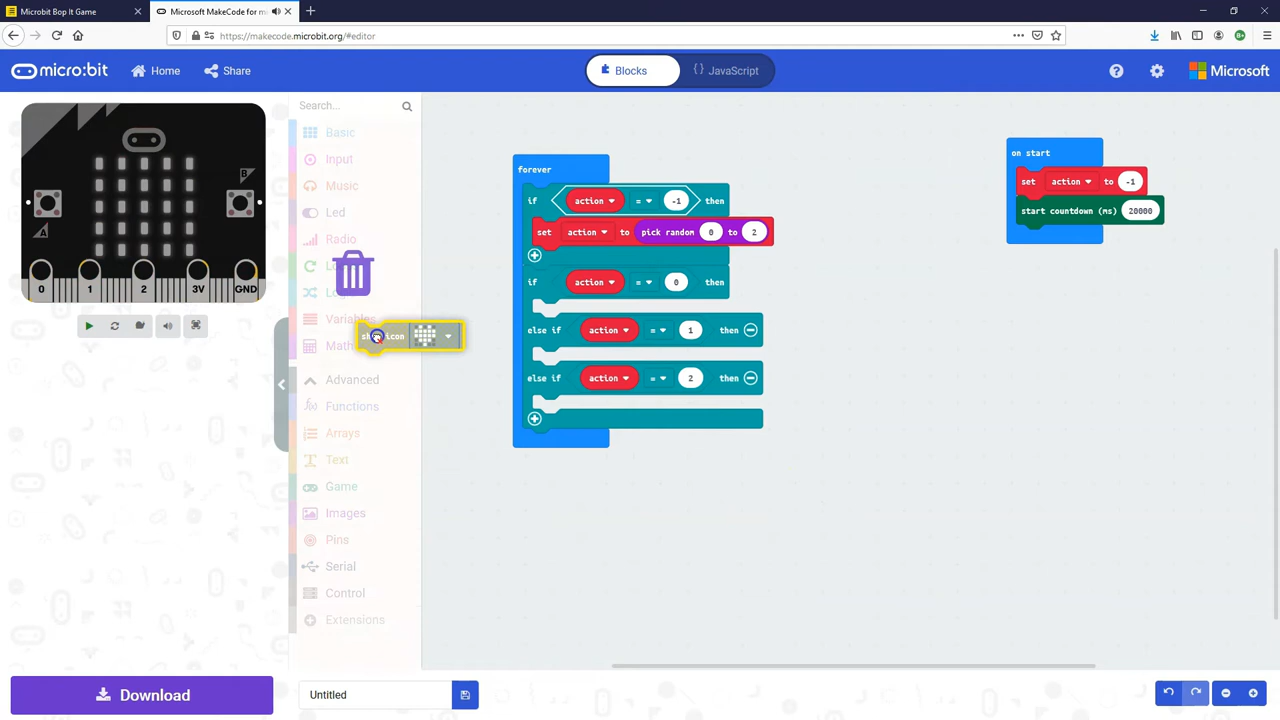 Microbit Bop It Game
Microsoft MakeCode for m
https://makecode.microbit.org/#editor
micro:bit
Home
Share
Blocks
{ } JavaScript
?
Microsoft
Search...
Basic
Input
Music
Led
Radio
Variables
Math
Advanced
Functions
Arrays
Text
Game
Images
Pins
Serial
Control
Extensions
B
A
0 1 2 3V GND
icon
forever
if action = -1 then
set action to pick random 0 to 2
if action = 0 then
else if action = 1 then
else if action = 2 then
on start
set action to -1
start countdown (ms) 20000
Download
Untitled